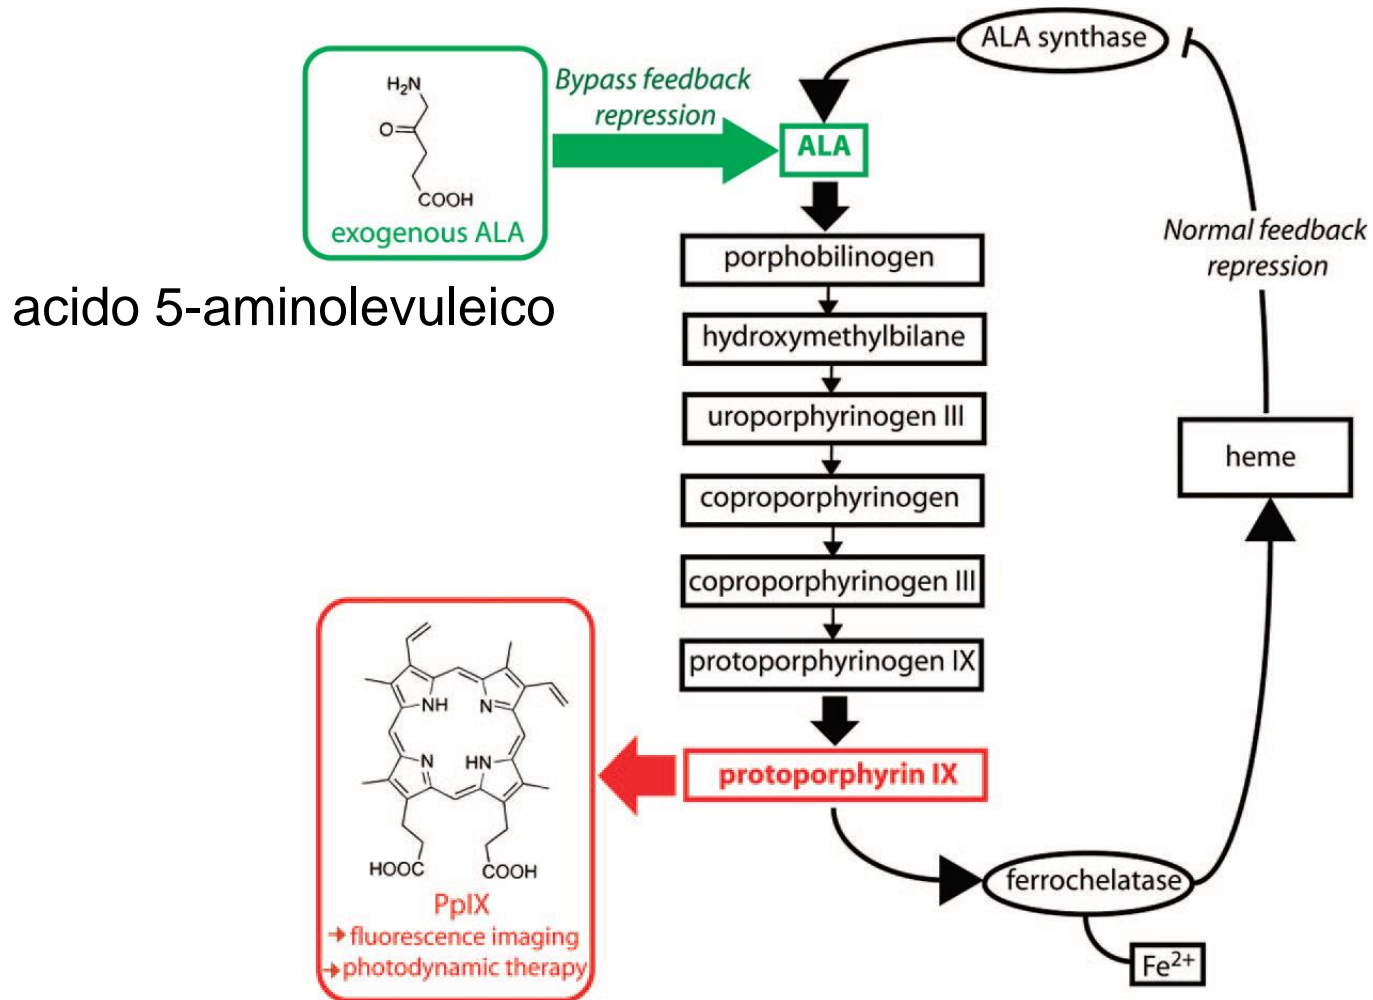 ALA synthase
H₂N
O
COOH
exogenous ALA
Bypass feedback
repression
ALA
acido 5-aminolevuleico
porphobilinogen
hydroxymethylbilane
uroporphyrinogen III
coproporphyrinogen
coproporphyrinogen III
protoporphyrinogen IX
protoporphyrin IX
Normal feedback
repression
heme
ferrochelatase
Fe²⁺
NH
N
N
HN
HOOC
COOH
PpIX
→ fluorescence imaging
→ photodynamic therapy